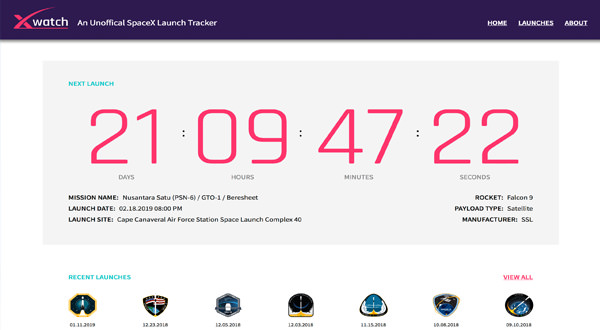 Xwatch An Unoffical SpaceX Launch Tracker HOME LAUNCHES ABOUT
NEXT LAUNCH
21 : 09 : 47 : 22
DAYS HOURS MINUTES SECONDS
MISSION NAME: Nusantara Satu (PSN-6) / GTO-1 / Beresheet ROCKET: Falcon 9
LAUNCH DATE: 02.18.2019 08:00 PM PAYLOAD TYPE: Satellite
LAUNCH SITE: Cape Canaveral Air Force Station Space Launch Complex 40 MANUFACTURER: SSL
RECENT LAUNCHES VIEW ALL
01.11.2019 12.23.2018 12.05.2018 12.03.2018 11.15.2018 10.08.2018 09.10.2018